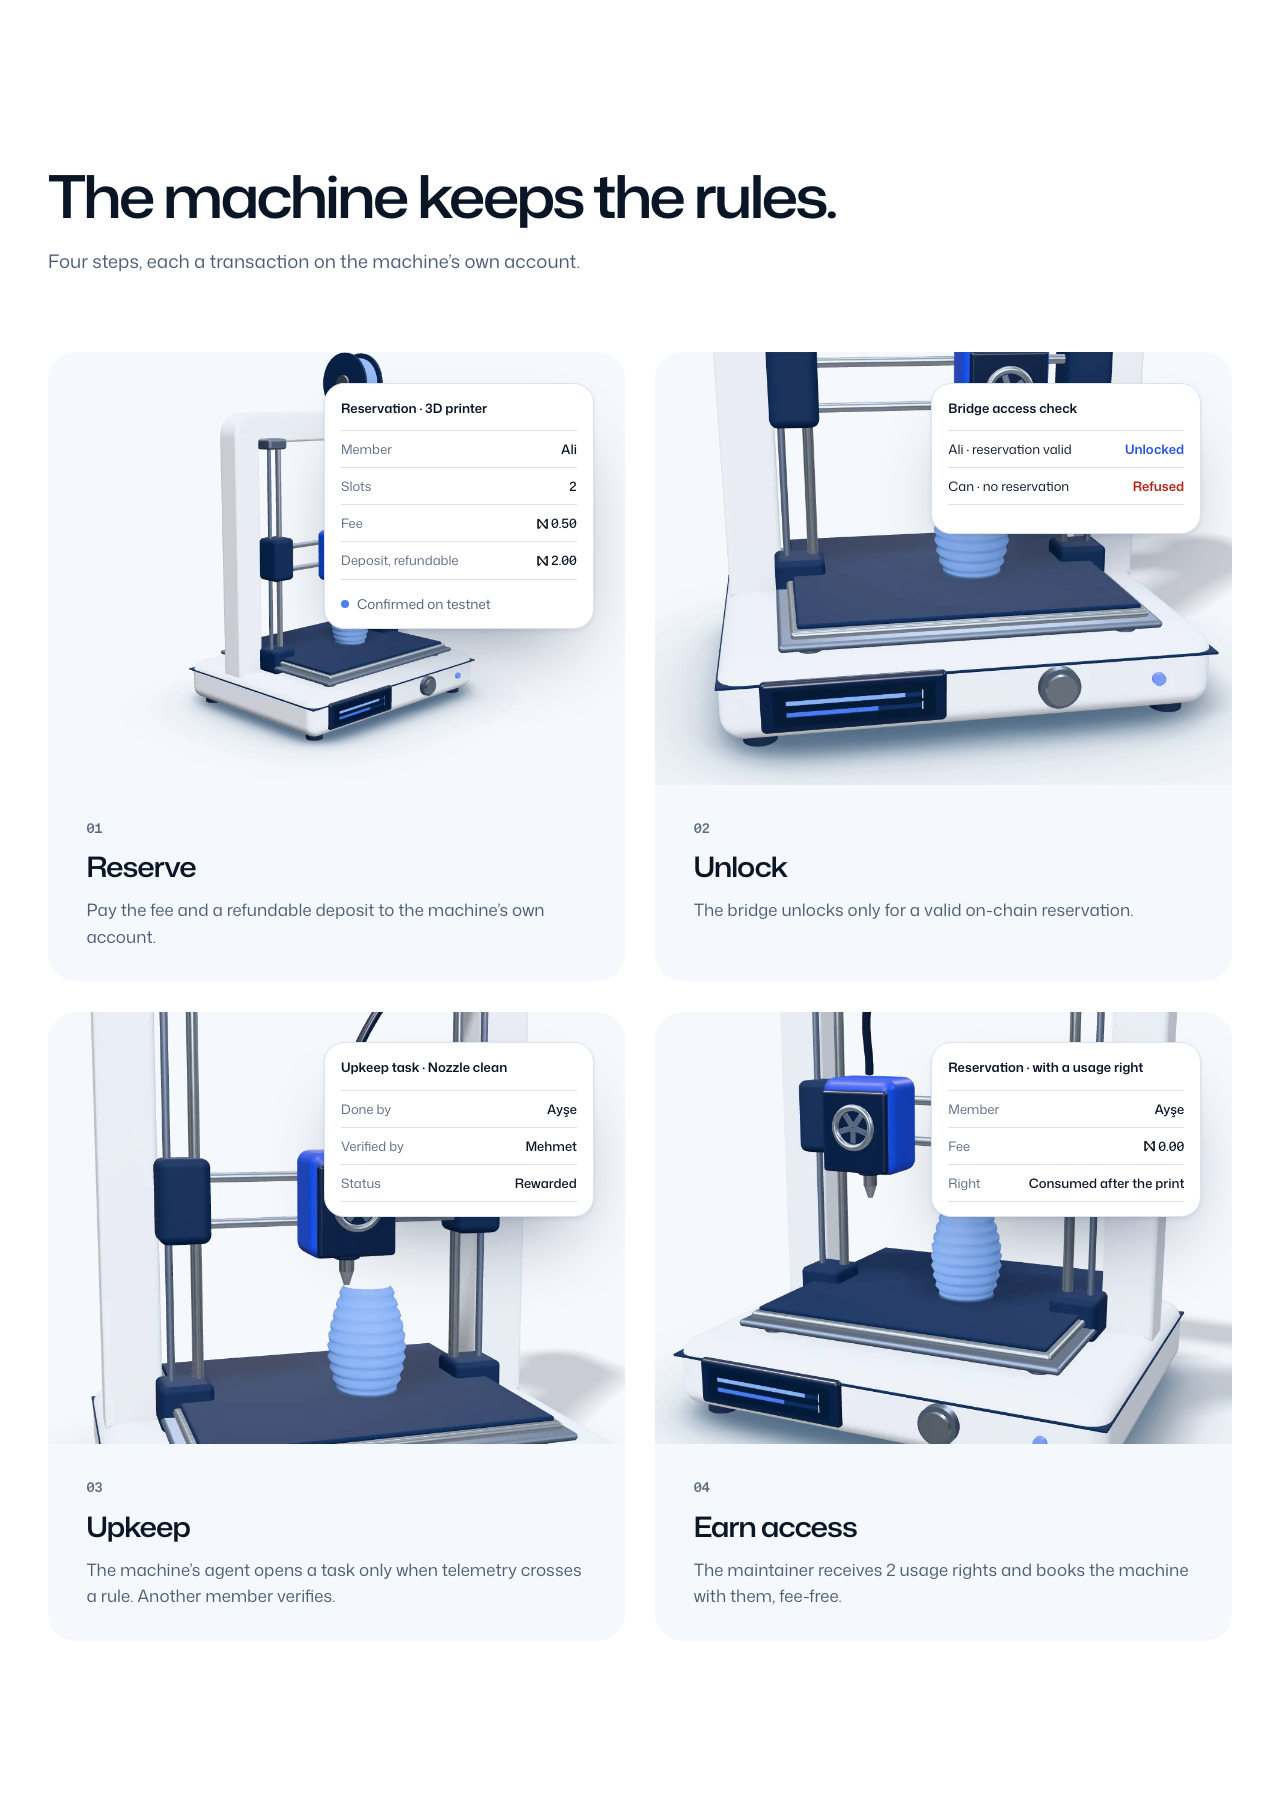 The machine keeps the rules.
Four steps, each a transaction on the machine’s own account.
Reservation · 3D printer
Member Ali
Slots 2
Fee 0.50
Deposit, refundable 2.00
Confirmed on testnet
01
Reserve
Pay the fee and a refundable deposit to the machine’s own
account.
Bridge access check
Ali · reservation valid Unlocked
Can · no reservation Refused
02
Unlock
The bridge unlocks only for a valid on-chain reservation.
Upkeep task · Nozzle clean
Done by Ayşe
Verified by Mehmet
Status Rewarded
03
Upkeep
The machine’s agent opens a task only when telemetry crosses
a rule. Another member verifies.
Reservation · with a usage right
Member Ayşe
Fee 0.00
Right Consumed after the print
04
Earn access
The maintainer receives 2 usage rights and books the machine
with them, fee-free.